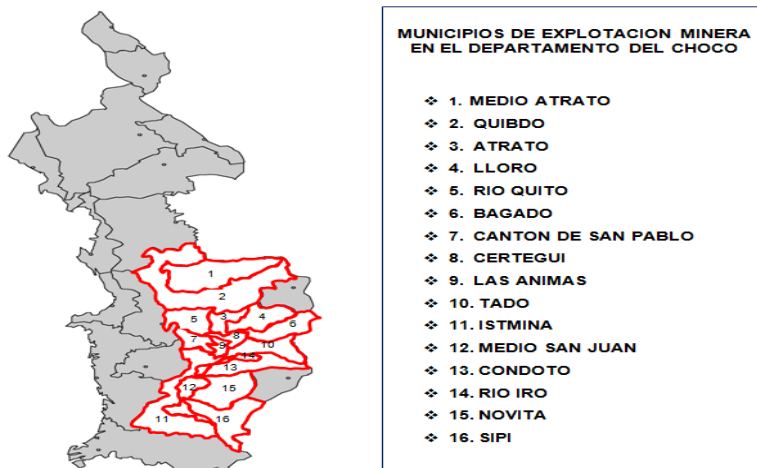 MUNICIPIOS DE EXPLOTACION MINERA
EN EL DEPARTAMENTO DEL CHOCO
❖ 1. MEDIO ATRATO
❖ 2. QUIBDO
❖ 3. ATRATO
❖ 4. LLORO
❖ 5. RIO QUITO
❖ 6. BAGADO
❖ 7. CANTON DE SAN PABLO
❖ 8. CERTEGUI
❖ 9. LAS ANIMAS
❖ 10. TADO
❖ 11. ISTMINA
❖ 12. MEDIO SAN JUAN
❖ 13. CONDOTO
❖ 14. RIO IRO
❖ 15. NOVITA
❖ 16. SIPI
1
2
5
3
4
6
7
8
9
10
14
13
12
15
11
16